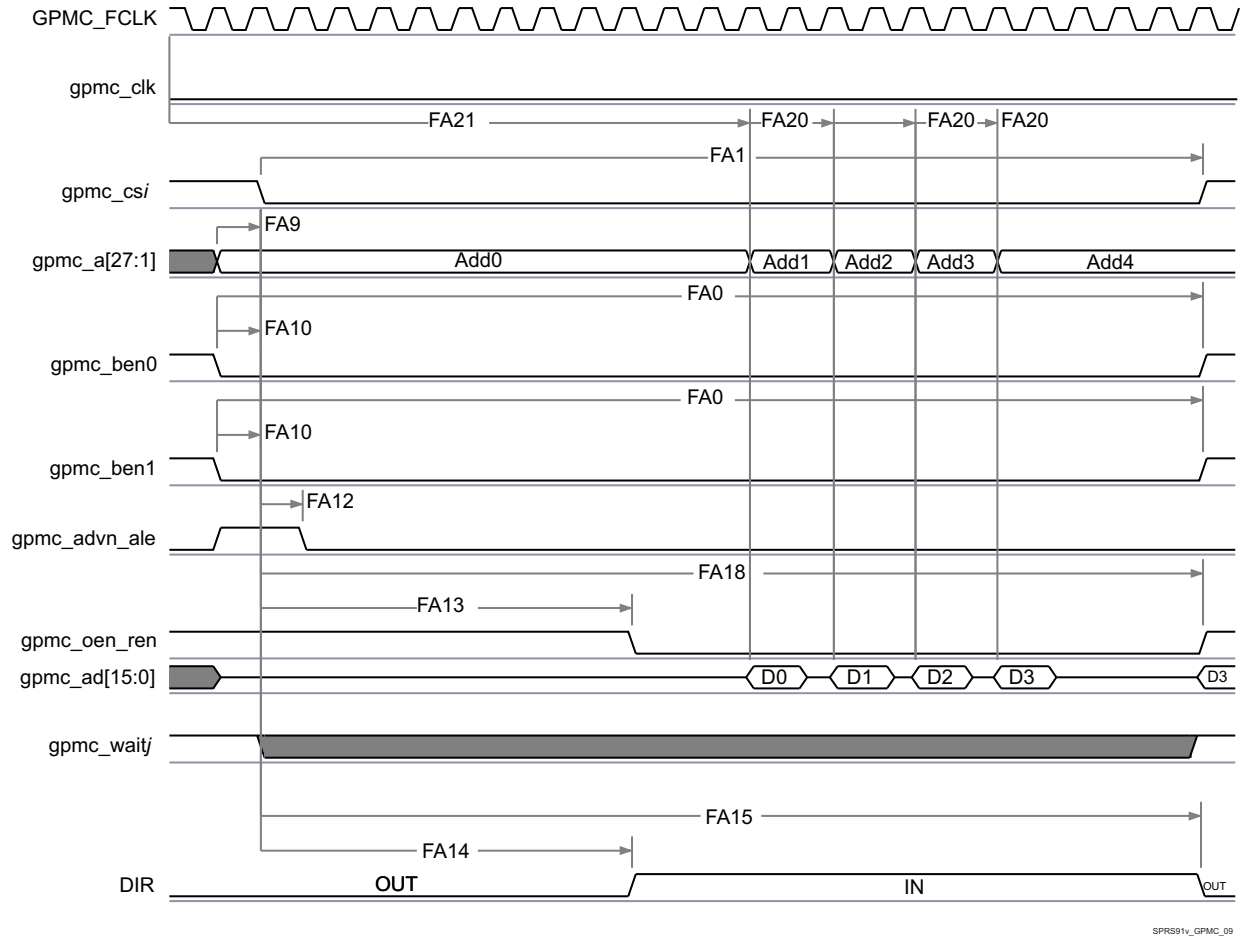 GPMC_FCLK
gpmc_clk
FA21 FA20 FA20 FA20
FA1
gpmc_csi
FA9
gpmc_a[27:1] Add0 Add1 Add2 Add3 Add4
FA0
FA10
gpmc_ben0
FA0
FA10
gpmc_ben1
FA12
gpmc_advn_ale
FA18
FA13
gpmc_oen_ren
gpmc_ad[15:0] D0 D1 D2 D3 D3
gpmc_waitj
FA15
FA14
DIR OUT IN OUT
SPRS91v_GPMC_09